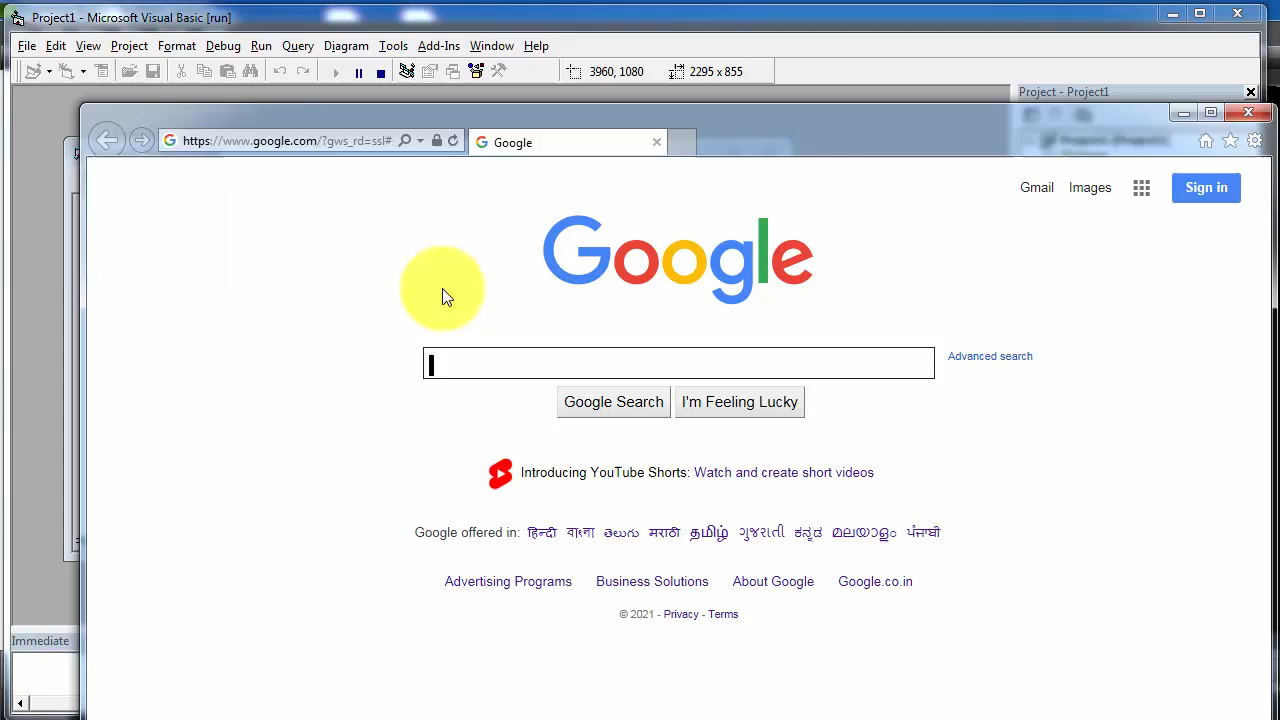 Project1 - Microsoft Visual Basic [run]
File Edit View Project Format Debug Run Query Diagram Tools Add-Ins Window Help
3960, 1080 2295 x 855
Project - Project1
https://www.google.com/?gws_rd=ssl# Google
Gmail Images Sign in
Google
Advanced search
Google Search I'm Feeling Lucky
Introducing YouTube Shorts: Watch and create short videos
Google offered in: हिन्दी বাংলা తెలుగు मराठी தமிழ் ગુજરાતી ಕನ್ನಡ മലയാളം ਪੰਜਾਬੀ
Advertising Programs Business Solutions About Google Google.co.in
© 2021 - Privacy - Terms
Immediate